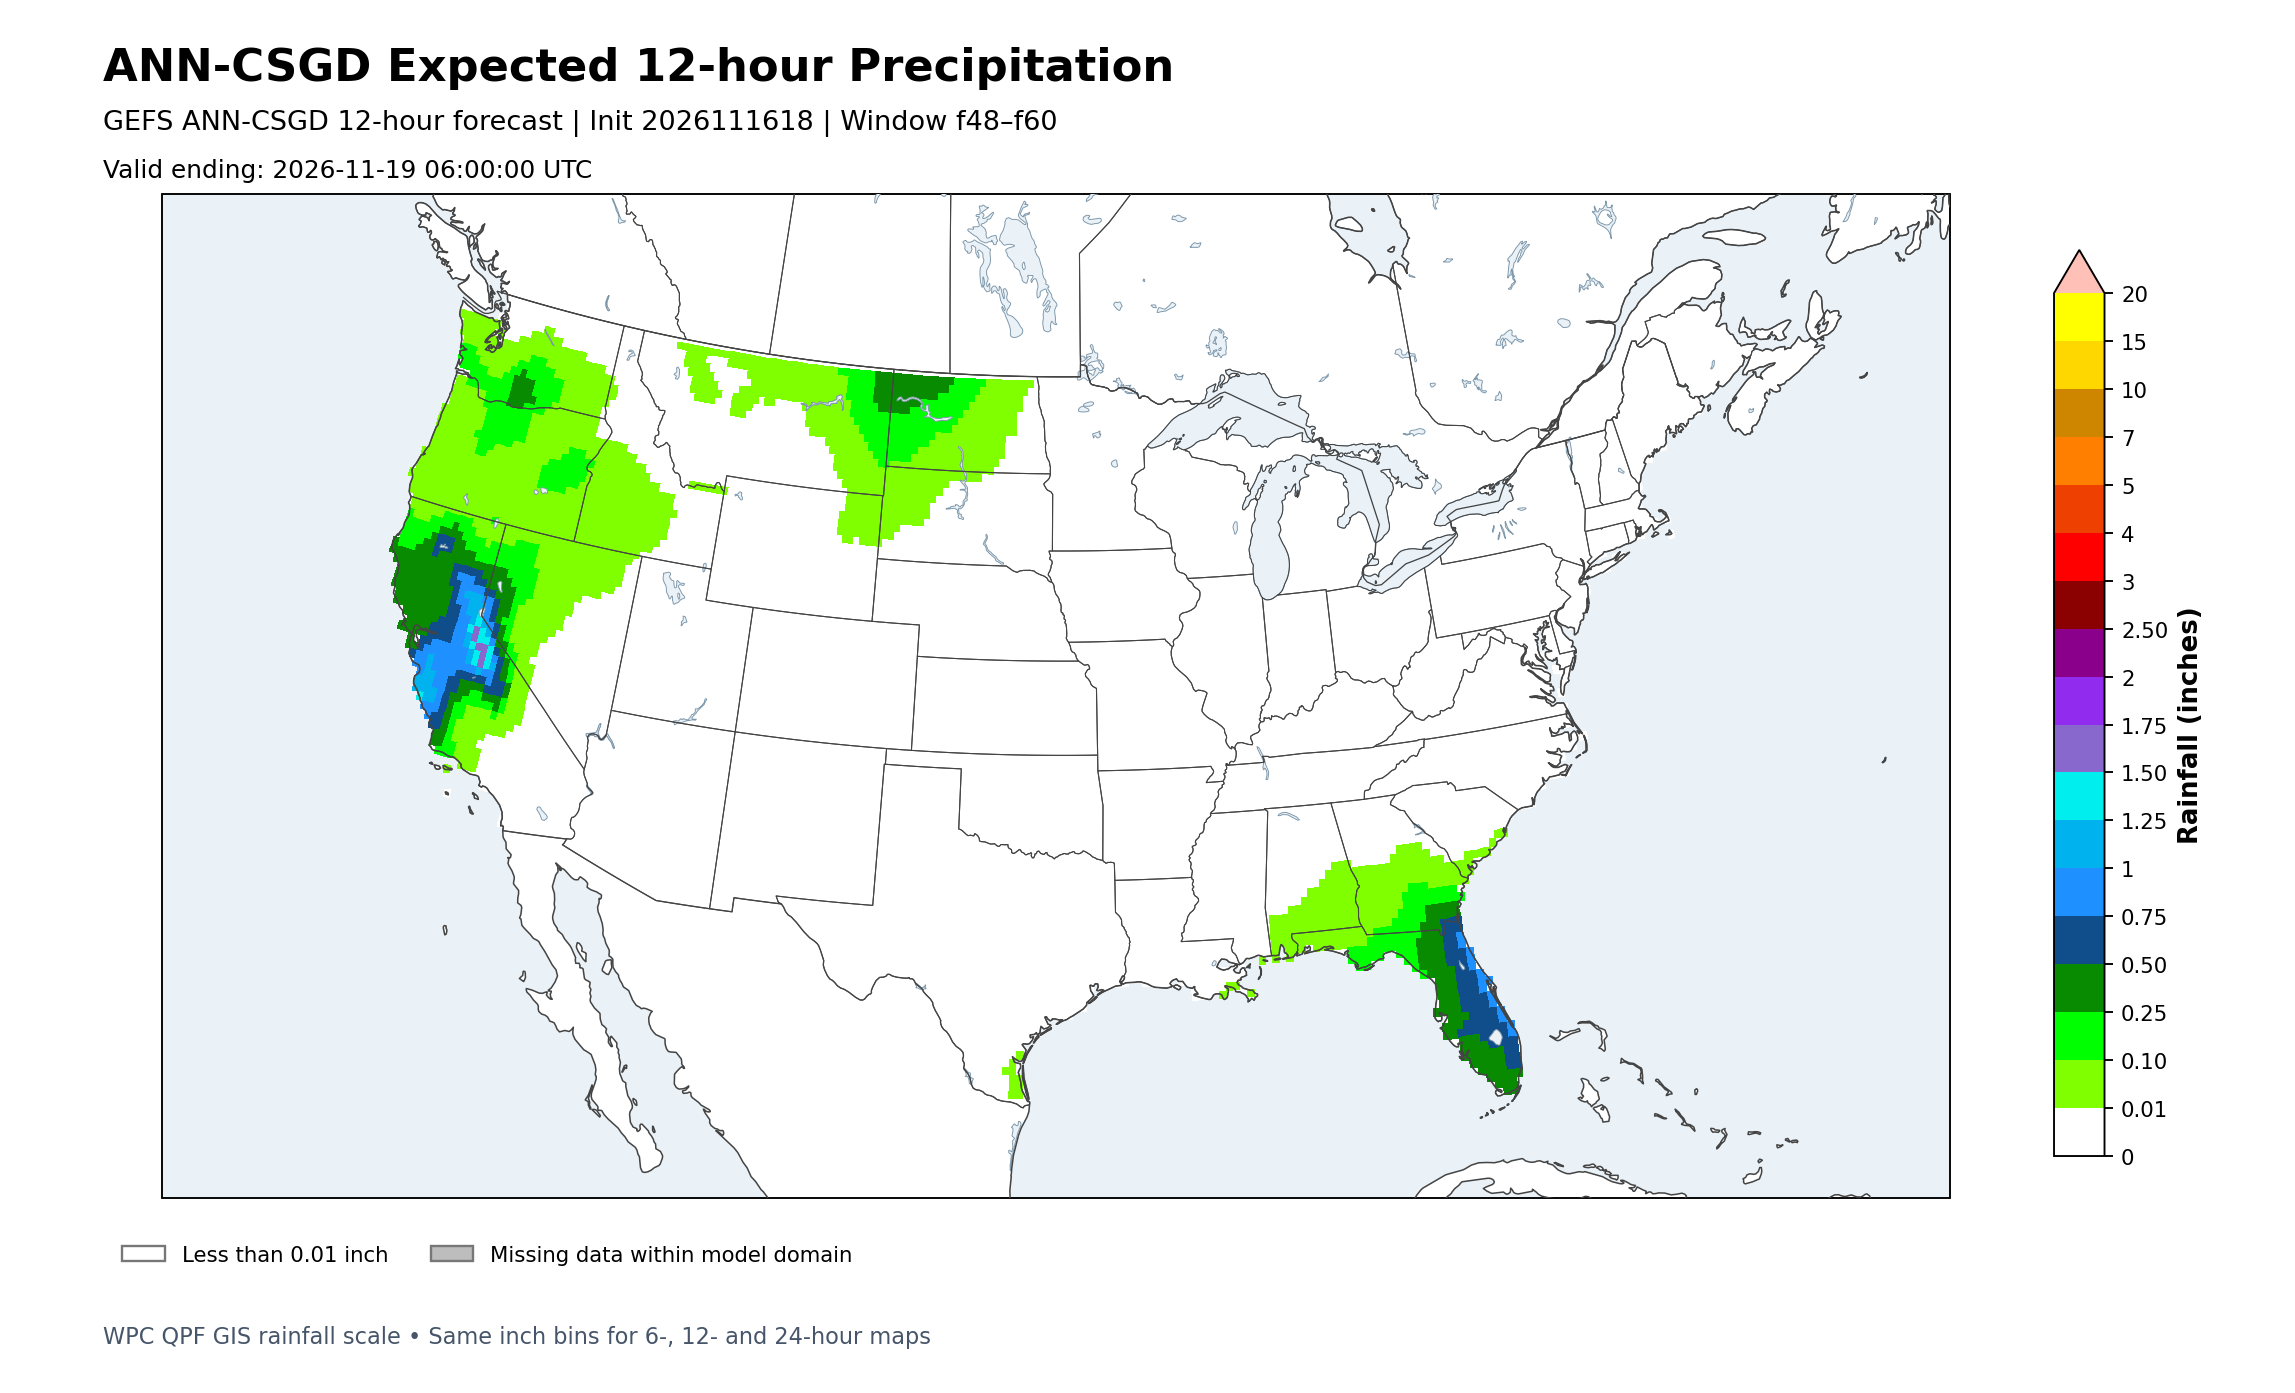 ANN-CSGD Expected 12-hour Precipitation
GEFS ANN-CSGD 12-hour forecast | Init 2026111618 | Window f48–f60
Valid ending: 2026-11-19 06:00:00 UTC
20
15
10
7
5
4
3
2.50
2
1.75
1.50
1.25
1
0.75
0.50
0.25
0.10
0.01
0
Rainfall (inches)
Less than 0.01 inch
Missing data within model domain
WPC QPF GIS rainfall scale • Same inch bins for 6-, 12- and 24-hour maps